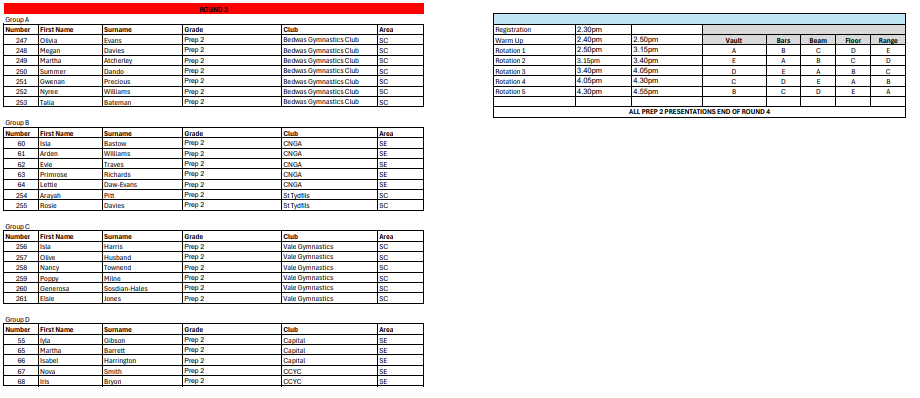 ROUND 3
Group A
Number First Name Surname Grade Club Area
247 Olivia Evans Prep 2 Bedwas Gymnastics Club SC
248 Megan Davies Prep 2 Bedwas Gymnastics Club SC
249 Martha Atcherley Prep 2 Bedwas Gymnastics Club SC
250 Summer Dando Prep 2 Bedwas Gymnastics Club SC
251 Gwenan Precious Prep 2 Bedwas Gymnastics Club SC
252 Nyree Williams Prep 2 Bedwas Gymnastics Club SC
253 Talia Bateman Prep 2 Bedwas Gymnastics Club SC
Group B
Number First Name Surname Grade Club Area
60 Isla Bastow Prep 2 CNGA SE
61 Arden Williams Prep 2 CNGA SE
62 Evie Traves Prep 2 CNGA SE
63 Primrose Richards Prep 2 CNGA SE
64 Lettie Daw-Evans Prep 2 CNGA SE
254 Arayah Pitt Prep 2 St Tydfils SC
255 Rosie Davies Prep 2 St Tydfils SC
Group C
Number First Name Surname Grade Club Area
256 Isla Harris Prep 2 Vale Gymnastics SC
257 Olive Husband Prep 2 Vale Gymnastics SC
258 Nancy Townend Prep 2 Vale Gymnastics SC
259 Poppy Milne Prep 2 Vale Gymnastics SC
260 Generosa Sosdian-Hales Prep 2 Vale Gymnastics SC
261 Elsie Jones Prep 2 Vale Gymnastics SC
Group D
Number First Name Surname Grade Club Area
55 Iyla Gibson Prep 2 Capital SE
65 Martha Barrett Prep 2 Capital SE
66 Isabel Harrington Prep 2 Capital SE
67 Nova Smith Prep 2 CCYC SE
68 Iris Bryon Prep 2 CCYC SE
Registration 2.30pm
Warm Up 2.40pm 2.50pm Vault Bars Beam Floor Range
Rotation 1 2.50pm 3.15pm A B C D E
Rotation 2 3.15pm 3.40pm E A B C D
Rotation 3 3.40pm 4.05pm D E A B C
Rotation 4 4.05pm 4.30pm C D E A B
Rotation 5 4.30pm 4.55pm B C D E A
ALL PREP 2 PRESENTATIONS END OF ROUND 4